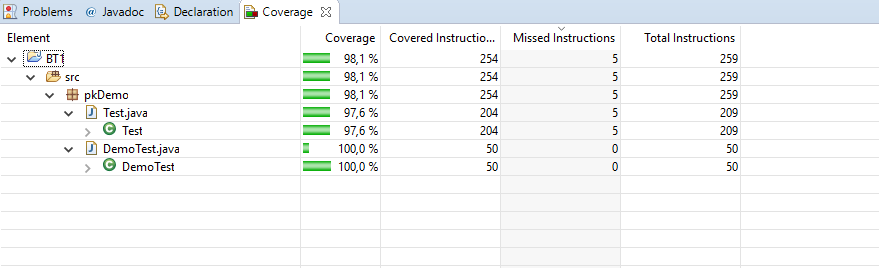 Problems @ Javadoc Declaration Coverage
Element Coverage Covered Instructio... Missed Instructions Total Instructions
BT1 98,1 % 254 5 259
src 98,1 % 254 5 259
pkDemo 98,1 % 254 5 259
Test.java 97,6 % 204 5 209
Test 97,6 % 204 5 209
DemoTest.java 100,0 % 50 0 50
DemoTest 100,0 % 50 0 50